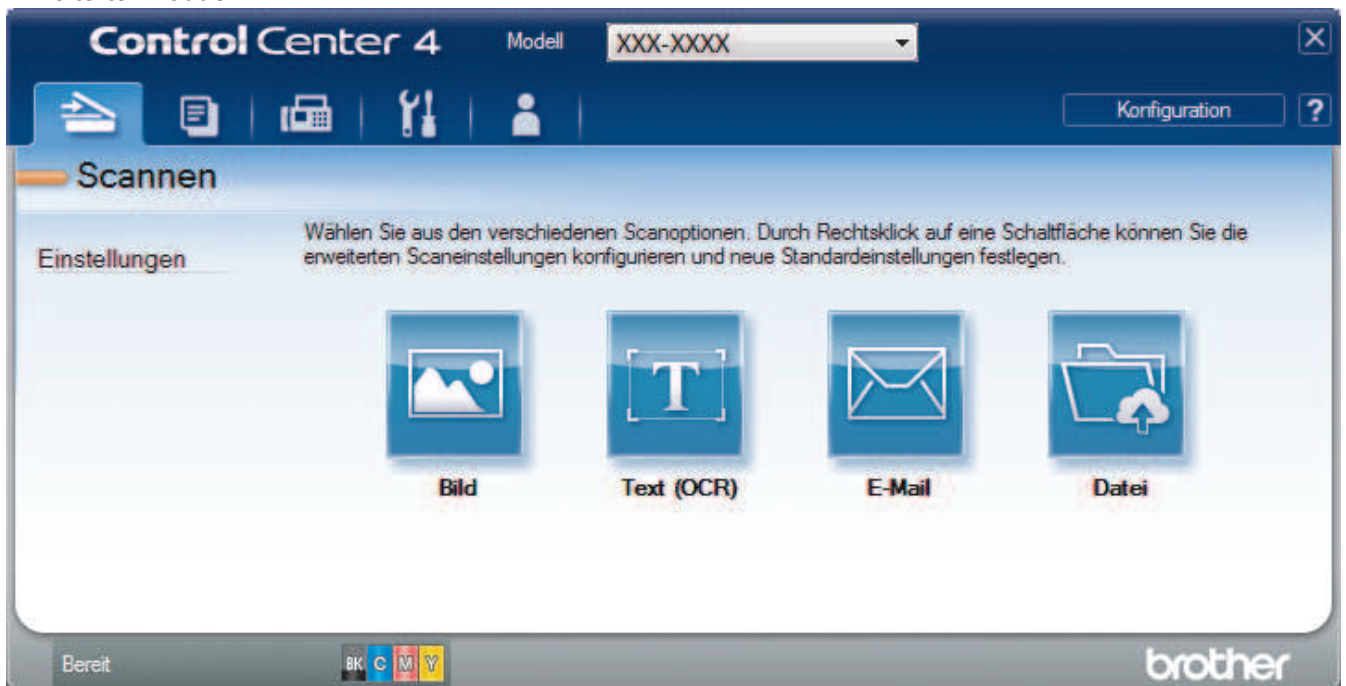 Control Center 4 Modell XXX-XXXX
Konfiguration ?
Scannen
Einstellungen
Wählen Sie aus den verschiedenen Scanoptionen. Durch Rechtsklick auf eine Schaltfläche können Sie die
erweiterten Scaneinstellungen konfigurieren und neue Standardeinstellungen festlegen.
T
Bild Text (OCR) E-Mail Datei
Bereit BK C M Y brother